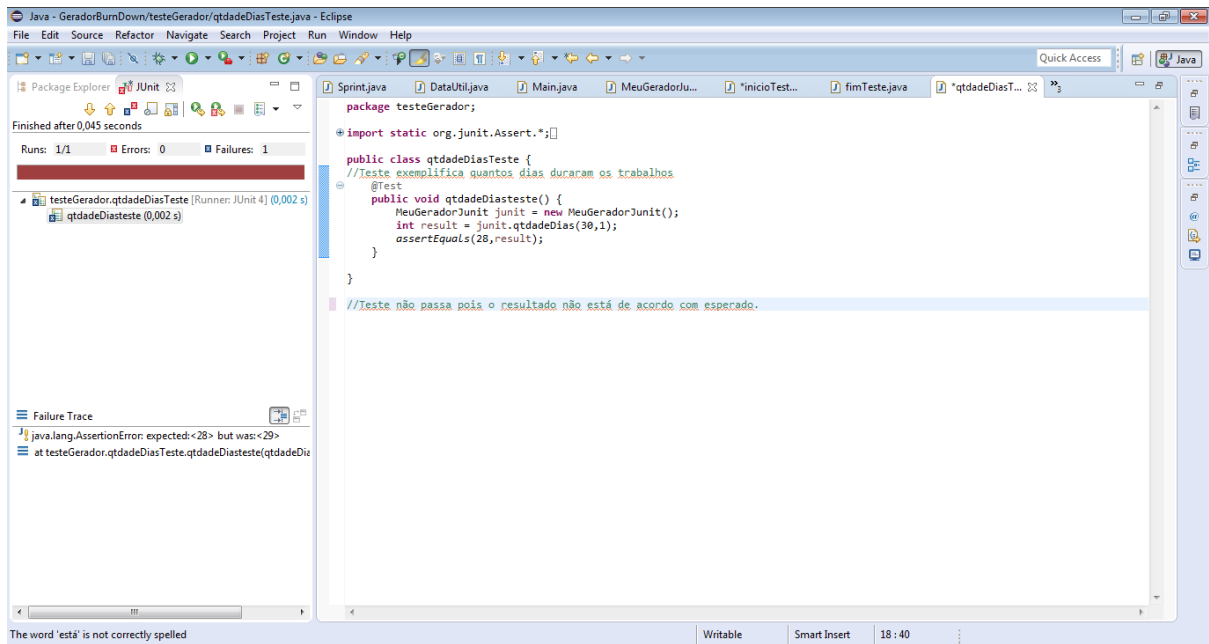 Java - GeradorBurnDown/testeGerador/qtdadeDiasTeste.java - Eclipse
File Edit Source Refactor Navigate Search Project Run Window Help
Quick Access Java
Package Explorer JUnit
Finished after 0,045 seconds
Runs: 1/1 Errors: 0 Failures: 1
testeGerador.qtdadeDiasTeste [Runner: JUnit 4] (0,002 s)
qtdadeDiasteste (0,002 s)
Failure Trace
java.lang.AssertionError: expected:<28> but was:<29>
at testeGerador.qtdadeDiasTeste.qtdadeDiasteste(qtdadeDia
Sprint.java DataUtil.java Main.java MeuGeradorJu... *inicioTest... fimTeste.java *qtdadeDiasT... »3
package testeGerador;
import static org.junit.Assert.*;
public class qtdadeDiasTeste {
//Teste exemplifica quantos dias duraram os trabalhos
@Test
public void qtdadeDiasteste() {
MeuGeradorJunit junit = new MeuGeradorJunit();
int result = junit.qtdadeDias(30,1);
assertEquals(28,result);
}
}
//Teste não passa pois o resultado não está de acordo com esperado.
The word 'está' is not correctly spelled Writable Smart Insert 18 : 40